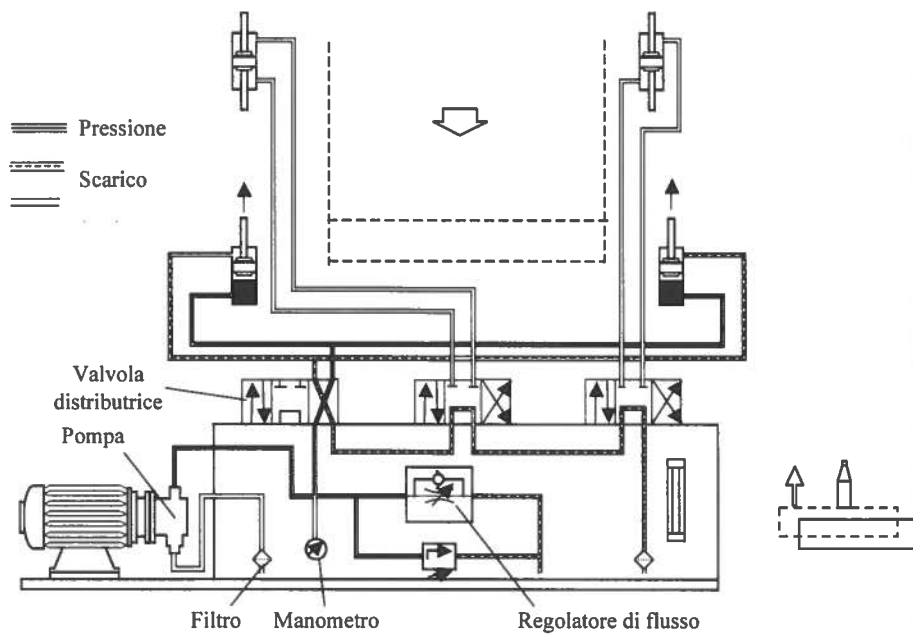 Pressione
Scarico
Valvola
distributrice
Pompa
Filtro
Manometro
Regolatore di flusso